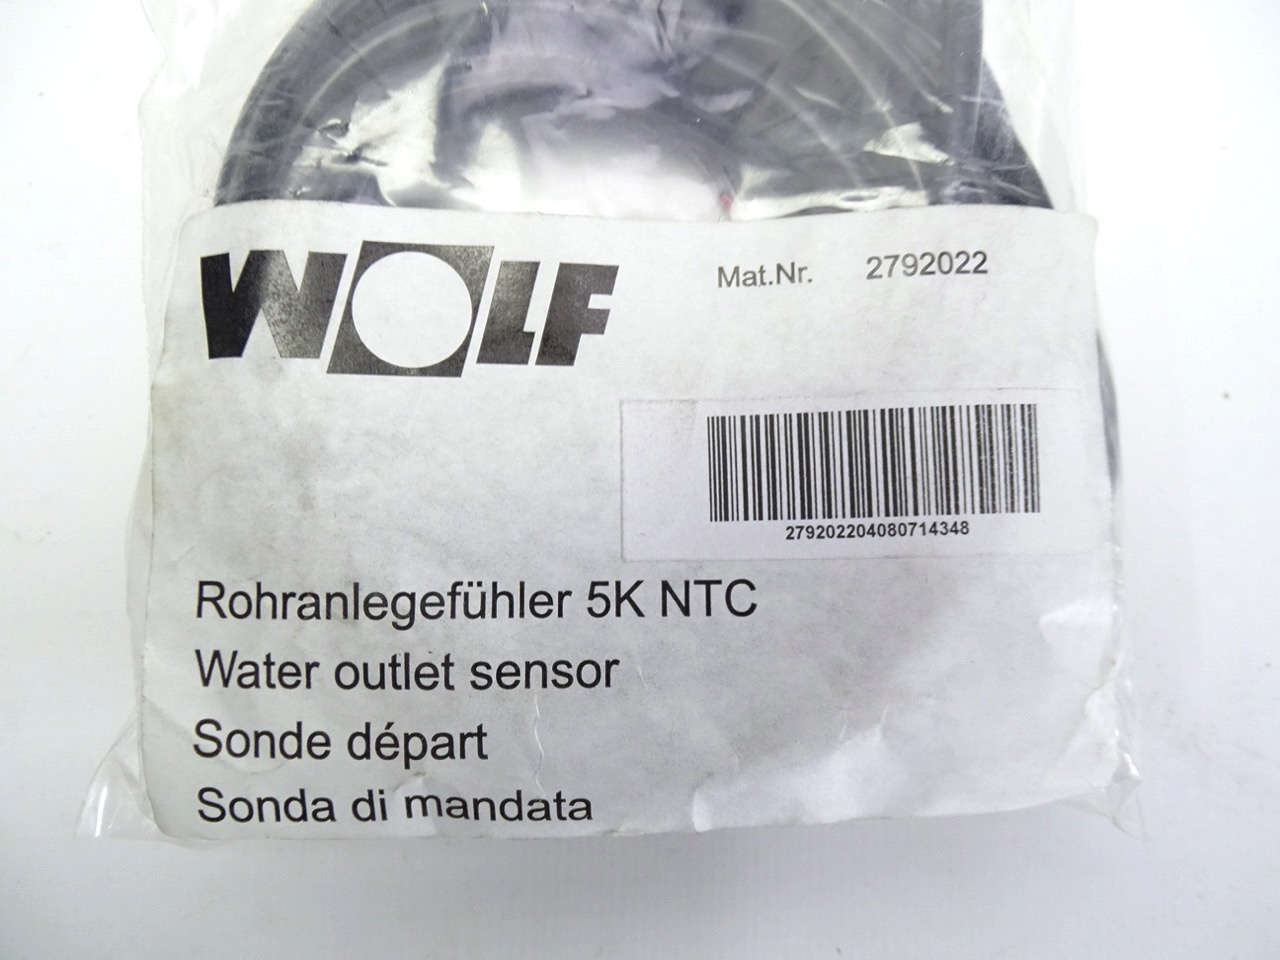 WOLF
Mat.Nr. 2792022
279202204080714348
Rohranlegefühler 5K NTC
Water outlet sensor
Sonde départ
Sonda di mandata